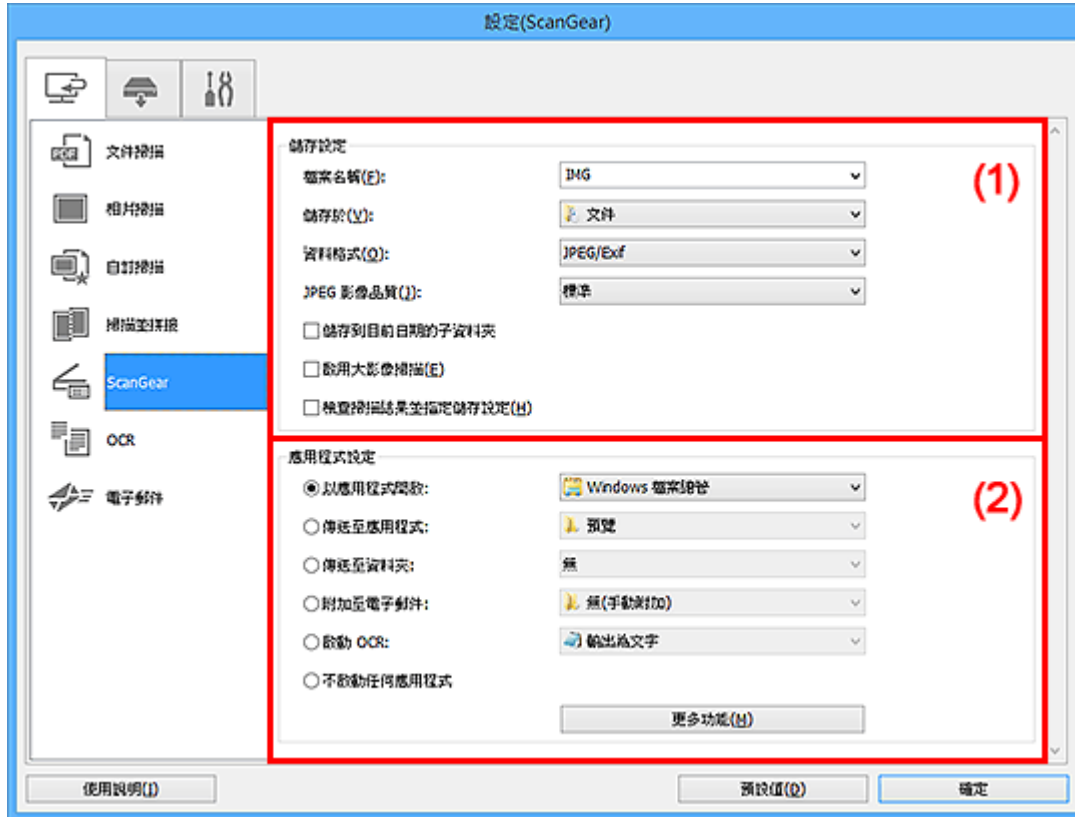 設定(ScanGear)
文件掃描
相片掃描
自訂掃描
掃描並拼接
ScanGear
OCR
電子郵件
儲存設定
(1)
檔案名稱(F): IMG
儲存於(V): 文件
資料格式(O): JPEG/Exif
JPEG 影像品質(J): 標準
儲存到目前日期的子資料夾
啟用大影像掃描(E)
檢查掃描結果並指定儲存設定(H)
應用程式設定
(2)
以應用程式開啟: Windows 檔案總管
傳送至應用程式: 預覽
傳送至資料夾: 無
附加至電子郵件: 無(手動附加)
啟動 OCR: 輸出為文字
不啟動任何應用程式
更多功能(M)
使用說明(I)
預設值(D)
確定